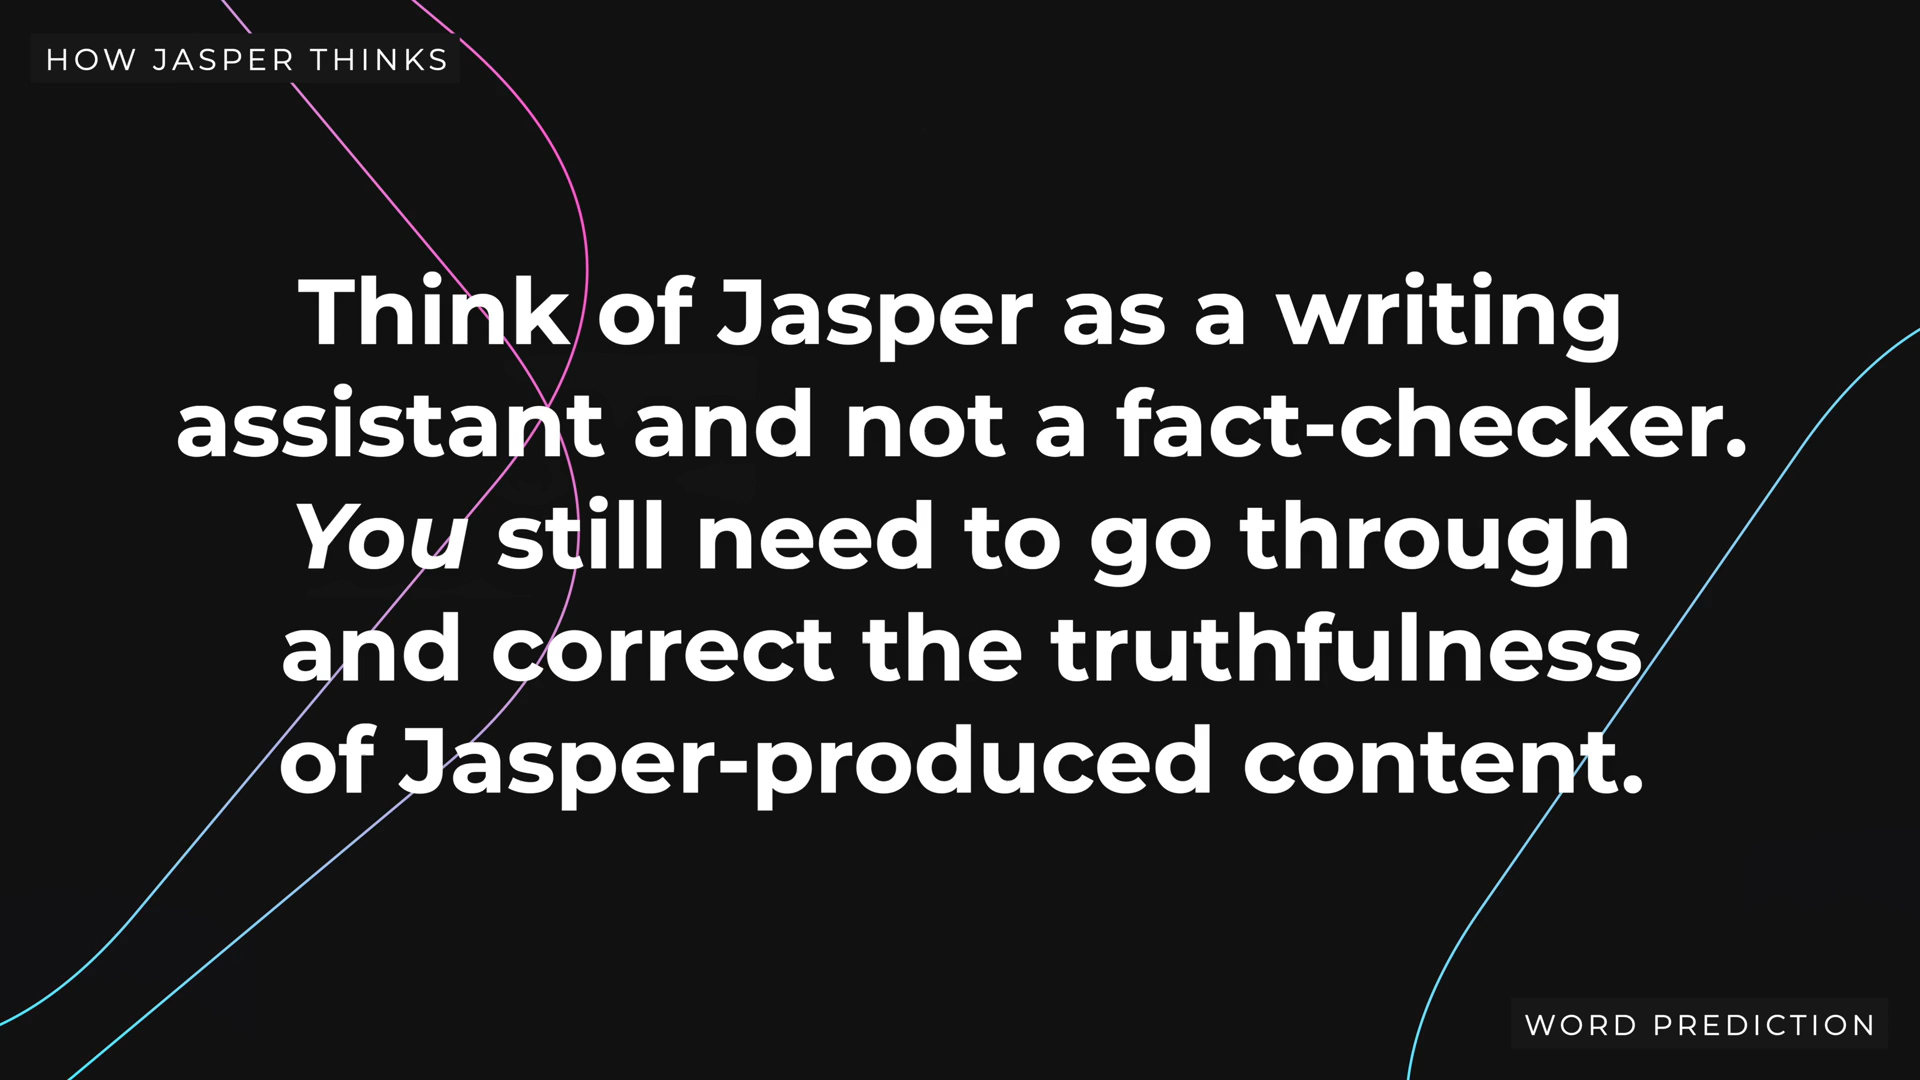 HOW JASPER THINKS
Think of Jasper as a writing
assistant and not a fact-checker.
You still need to go through
and correct the truthfulness
of Jasper-produced content.
WORD PREDICTION